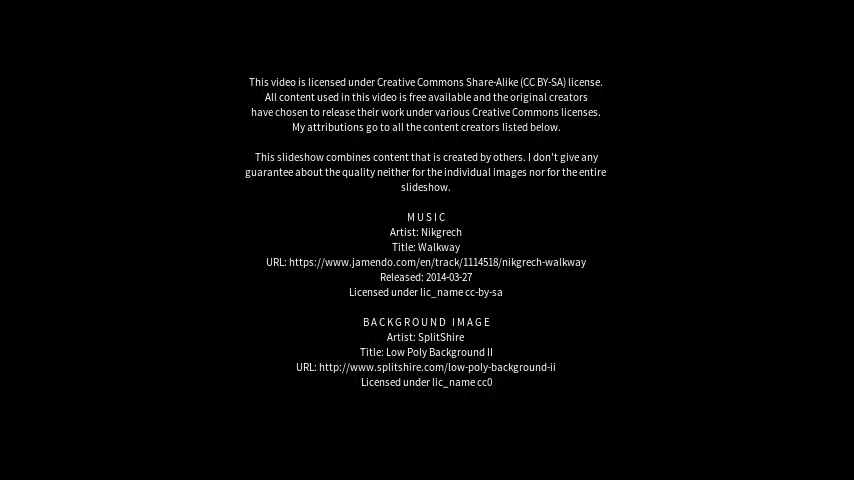 This video is licensed under Creative Commons Share-Alike (CC BY-SA) license.
All content used in this video is free available and the original creators
have chosen to release their work under various Creative Commons licenses.
My attributions go to all the content creators listed below.
This slideshow combines content that is created by others. I don't give any
guarantee about the quality neither for the individual images nor for the entire
slideshow.
M U S I C
Artist: Nikgrech
Title: Walkway
URL: https://www.jamendo.com/en/track/1114518/nikgrech-walkway
Released: 2014-03-27
Licensed under lic_name cc-by-sa
B A C K G R O U N D  I M A G E
Artist: SplitShire
Title: Low Poly Background II
URL: http://www.splitshire.com/low-poly-background-ii
Licensed under lic_name cc0